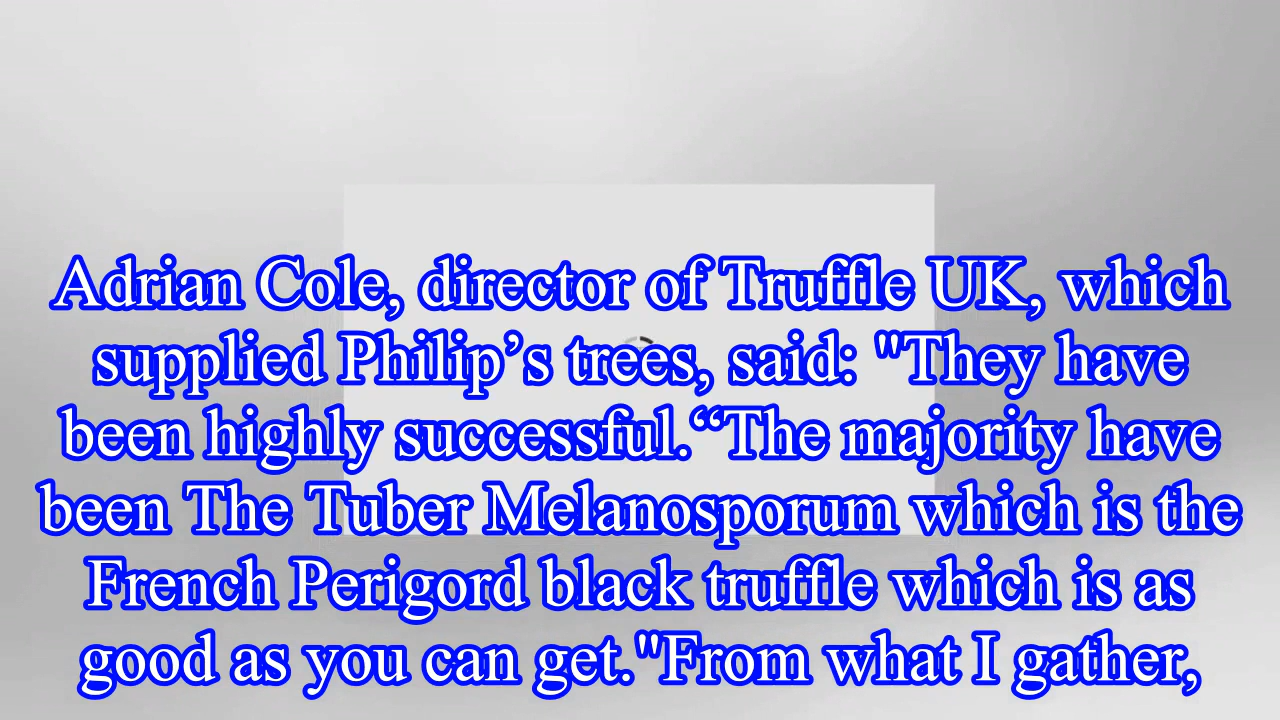 Adrian Cole, director of Truffle UK, which
supplied Philip’s trees, said: "They have
been highly successful.“The majority have
been The Tuber Melanosporum which is the
French Perigord black truffle which is as
good as you can get."From what I gather,